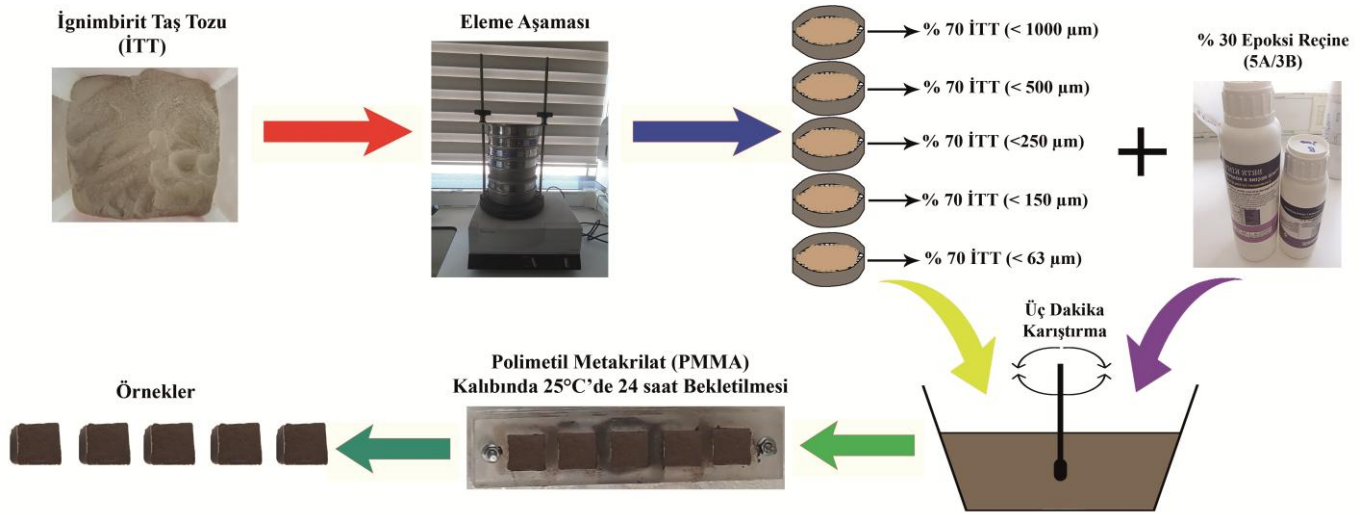 İgnimbirit Taş Tozu
(İTT)
Eleme Aşaması
% 70 İTT (< 1000 µm)
% 70 İTT (< 500 µm)
% 70 İTT (<250 µm)
% 70 İTT (< 150 µm)
% 70 İTT (< 63 µm)
% 30 Epoksi Reçine
(5A/3B)
Üç Dakika
Karıştırma
Polimetil Metakrilat (PMMA)
Kalıbında 25°C’de 24 saat Bekletilmesi
Örnekler